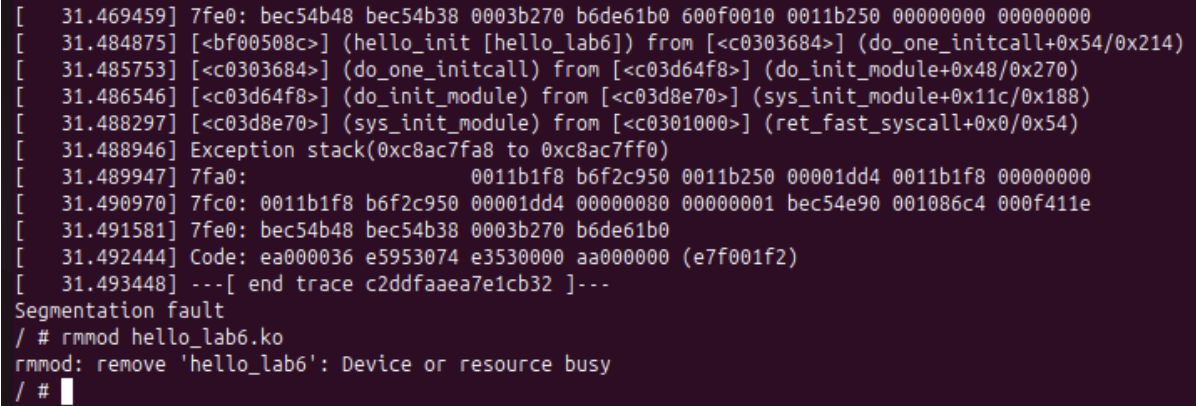 [   31.469459] 7fe0: bec54b48 bec54b38 0003b270 b6de61b0 600f0010 0011b250 00000000 00000000
[   31.484875] [<bf00508c>] (hello_init [hello_lab6]) from [<c0303684>] (do_one_initcall+0x54/0x214)
[   31.485753] [<c0303684>] (do_one_initcall) from [<c03d64f8>] (do_init_module+0x48/0x270)
[   31.486546] [<c03d64f8>] (do_init_module) from [<c03d8e70>] (sys_init_module+0x11c/0x188)
[   31.488297] [<c03d8e70>] (sys_init_module) from [<c0301000>] (ret_fast_syscall+0x0/0x54)
[   31.488946] Exception stack(0xc8ac7fa8 to 0xc8ac7ff0)
[   31.489947] 7fa0:                   0011b1f8 b6f2c950 0011b250 00001dd4 0011b1f8 00000000
[   31.490970] 7fc0: 0011b1f8 b6f2c950 00001dd4 00000080 00000001 bec54e90 001086c4 000f411e
[   31.491581] 7fe0: bec54b48 bec54b38 0003b270 b6de61b0
[   31.492444] Code: ea000036 e5953074 e3530000 aa000000 (e7f001f2)
[   31.493448] ---[ end trace c2ddfaaea7e1cb32 ]---
Segmentation fault
/ # rmmod hello_lab6.ko
rmmod: remove 'hello_lab6': Device or resource busy
/ #